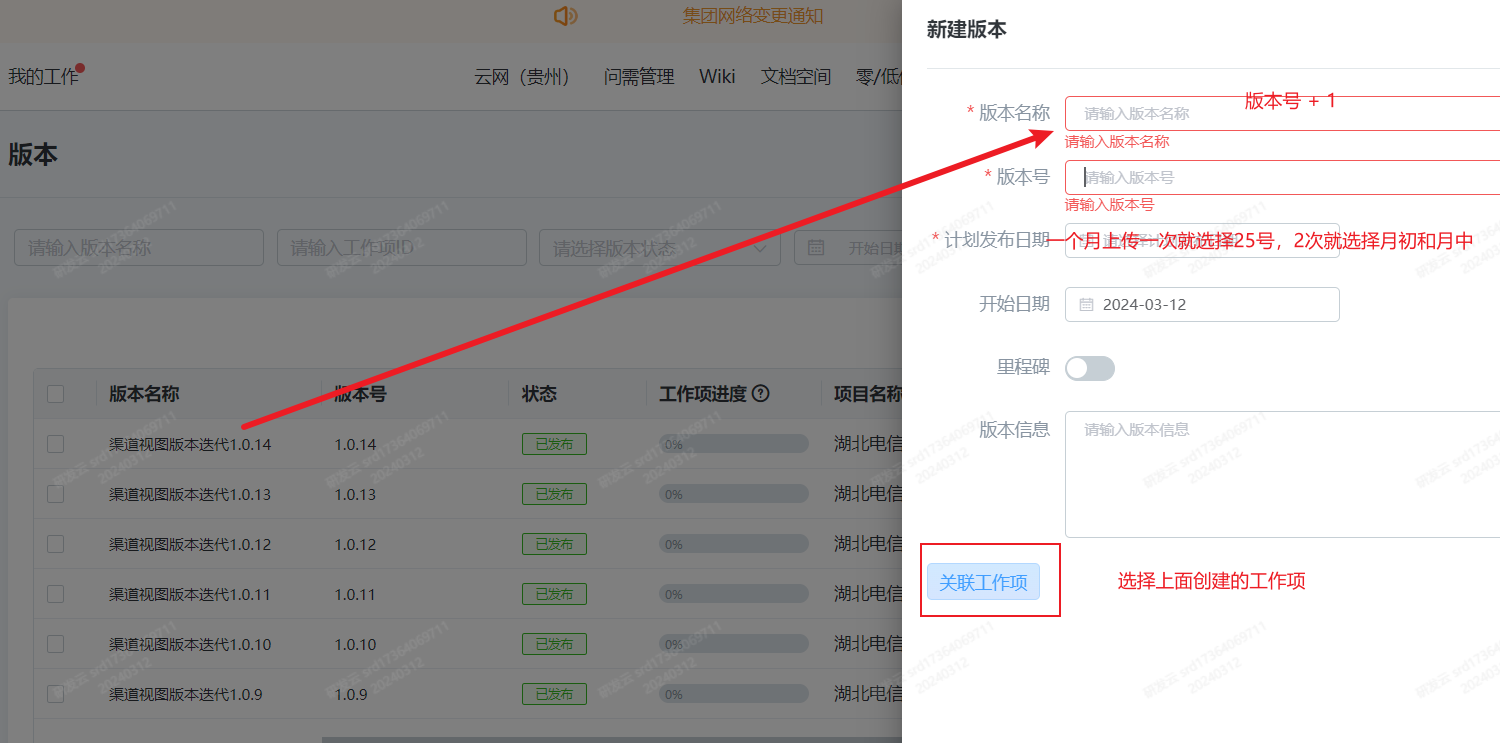 集团网络变更通知
我的工作
云网（贵州）
问需管理
Wiki
文档空间
零/低
版本
请输入版本名称
请输入工作项ID
请选择版本状态
开始日期
版本名称
版本号
状态
工作项进度
项目名称
渠道视图版本迭代1.0.14
1.0.14
已发布
0%
湖北电信
渠道视图版本迭代1.0.13
1.0.13
已发布
0%
湖北电信
渠道视图版本迭代1.0.12
1.0.12
已发布
0%
湖北电信
渠道视图版本迭代1.0.11
1.0.11
已发布
0%
湖北电信
渠道视图版本迭代1.0.10
1.0.10
已发布
0%
湖北电信
渠道视图版本迭代1.0.9
1.0.9
已发布
0%
湖北电信
新建版本
* 版本名称
请输入版本名称
版本号 + 1
请输入版本名称
* 版本号
请输入版本号
请输入版本号
* 计划发布日期
一个月上传一次就选择25号，2次就选择月初和月中
开始日期
2024-03-12
里程碑
版本信息
请输入版本信息
关联工作项
选择上面创建的工作项
研发云 srd17364069711
20240312